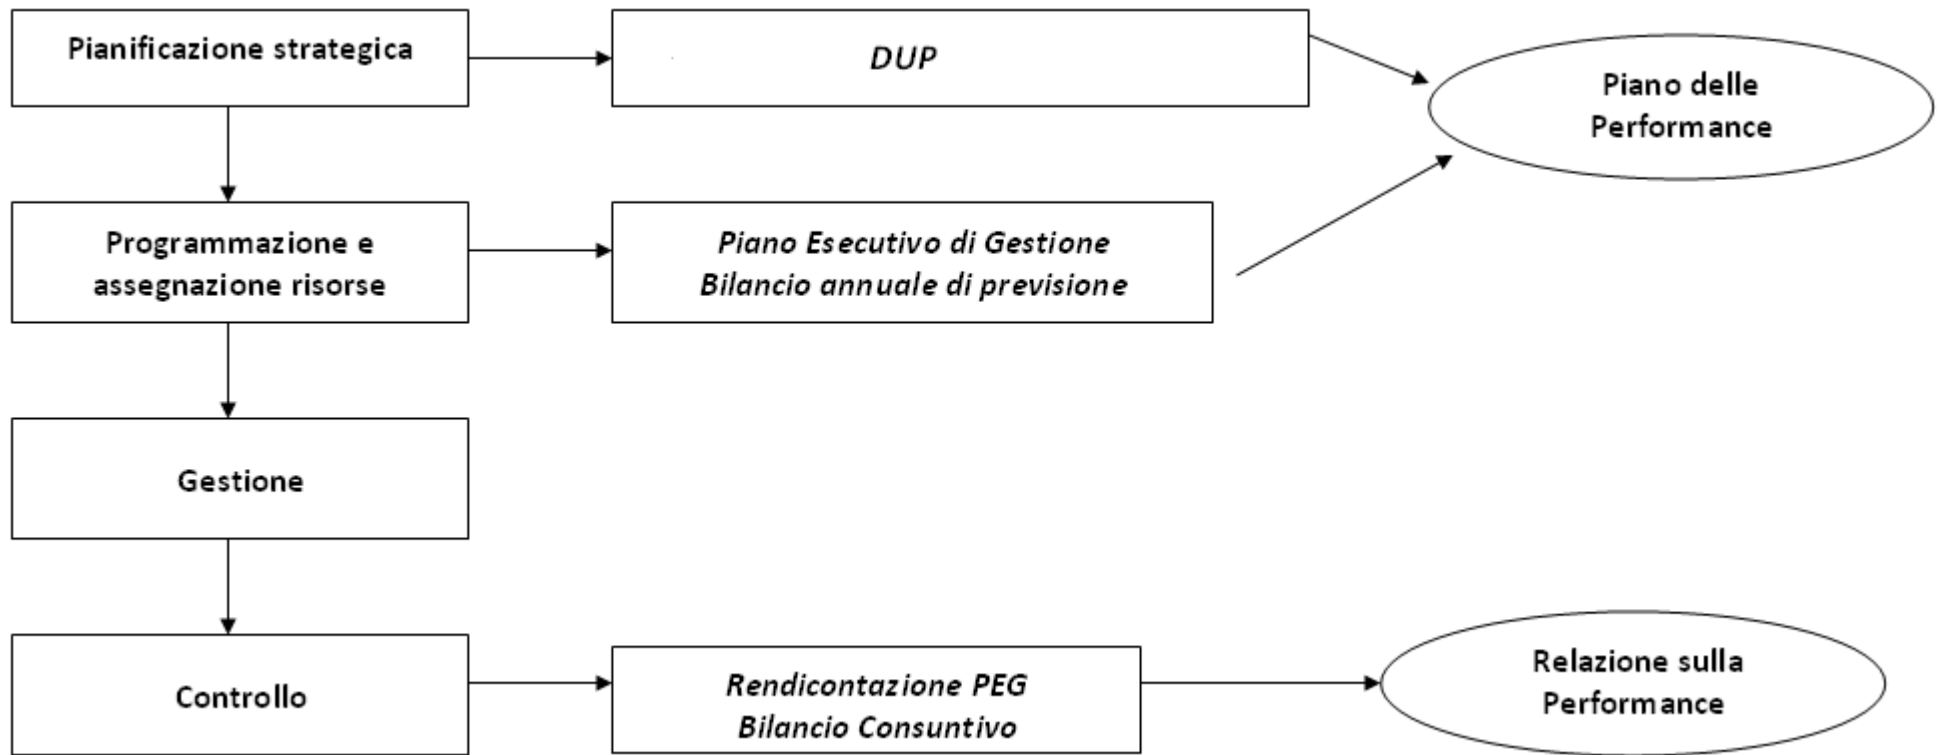 Pianificazione strategica
DUP
Piano delle
Performance
Programmazione e
assegnazione risorse
Piano Esecutivo di Gestione
Bilancio annuale di previsione
Gestione
Controllo
Rendicontazione PEG
Bilancio Consuntivo
Relazione sulla
Performance